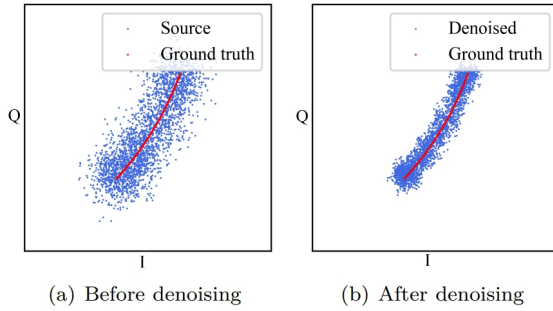 Source
Ground truth
Q
I
(a) Before denoising
Denoised
Ground truth
Q
I
(b) After denoising